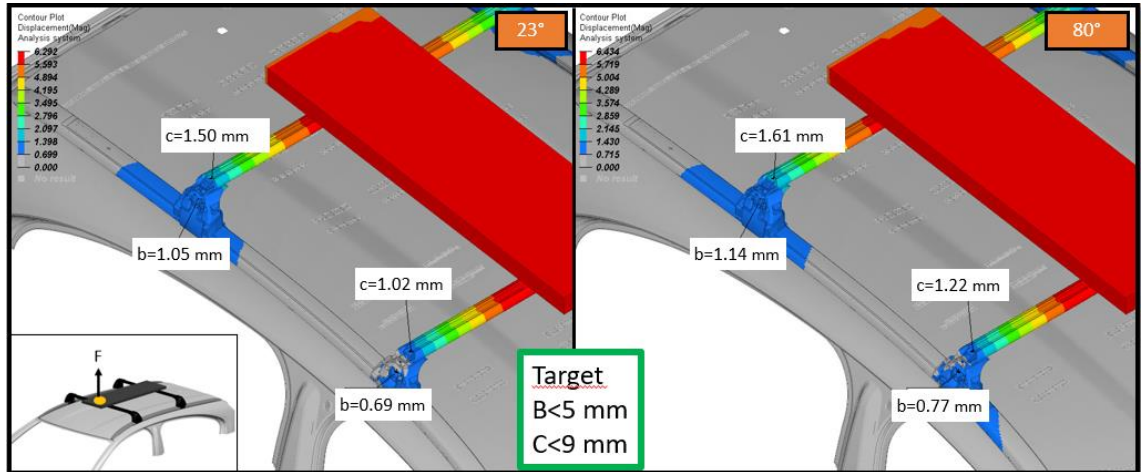 Contour Plot
Displacement(Mag)
Analysis system
6.292
5.593
4.894
4.195
3.495
2.796
2.097
1.398
0.699
0.000
No result
23°
c=1.50 mm
b=1.05 mm
c=1.02 mm
b=0.69 mm
F
Contour Plot
Displacement(Mag)
Analysis system
6.434
5.719
5.004
4.289
3.574
2.859
2.145
1.430
0.715
0.000
No result
80°
c=1.61 mm
b=1.14 mm
c=1.22 mm
b=0.77 mm
Target
B<5 mm
C<9 mm